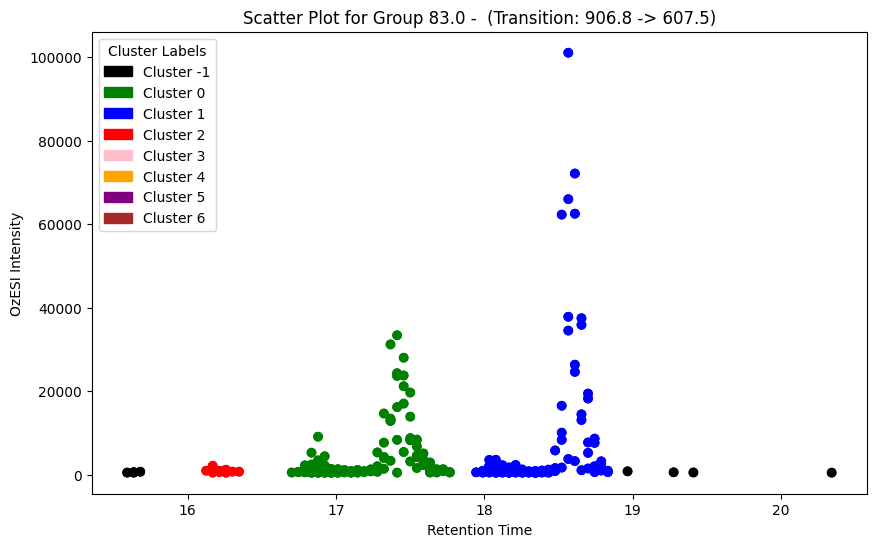 Scatter Plot for Group 83.0 -  (Transition: 906.8 -> 607.5)
Cluster Labels
Cluster -1
Cluster 0
Cluster 1
Cluster 2
Cluster 3
Cluster 4
Cluster 5
Cluster 6
OzESI Intensity
100000
80000
60000
40000
20000
0
16 17 18 19 20
Retention Time